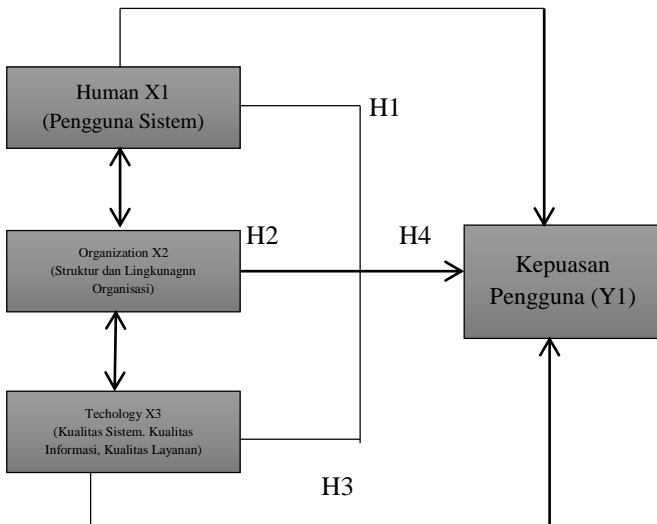 Human X1
(Pengguna Sistem)
H1
Organization X2
(Struktur dan Lingkunagnn
Organisasi)
H2
H4
Kepuasan
Pengguna (Y1)
Techology X3
(Kualitas Sistem. Kualitas
Informasi, Kualitas Layanan)
H3